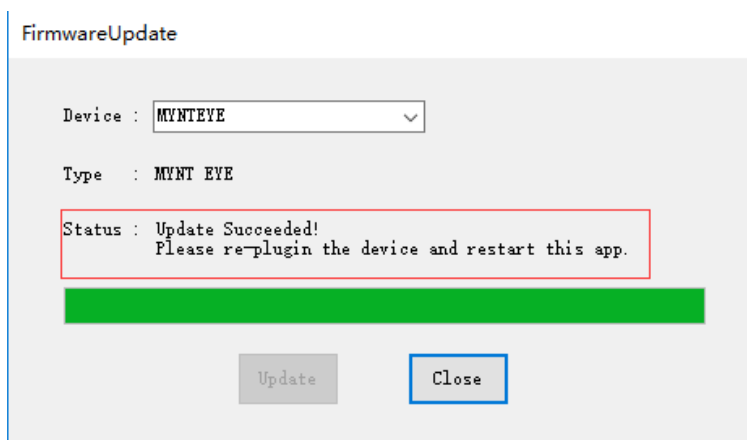 FirmwareUpdate
Device : MYNTEYE
Type : MYNT EYE
Status : Update Succeeded!
Please re-plugin the device and restart this app.
Update Close